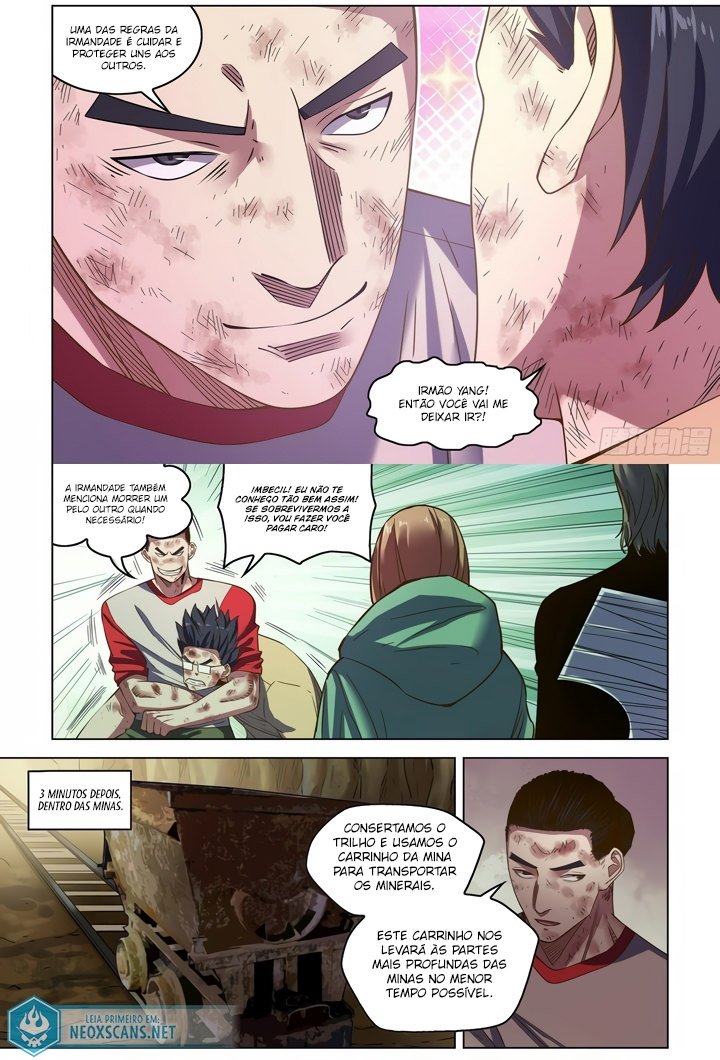 UMA DAS REGRAS DA
IRMANDADE É CUIDAR E
PROTEGER UNS AOS
OUTROS.
IRMÃO YANG!
ENTÃO VOCÊ VAI ME
DEIXAR IR?!
A IRMANDADE TAMBÉM
MENCIONA MORRER UM
PELO OUTRO QUANDO
NECESSÁRIO!
IMBECIL! EU NÃO TE
CONHEÇO TÃO BEM ASSIM!
SE SOBREVIVERMOS A
ISSO, VOU FAZER VOCÊ
PAGAR CARO!
3 MINUTOS DEPOIS,
DENTRO DAS MINAS.
CONSERTAMOS O
TRILHO E USAMOS O
CARRINHO DA MINA
PARA TRANSPORTAR
OS MINERAIS.
ESTE CARRINHO NOS
LEVARÁ ÀS PARTES
MAIS PROFUNDAS DAS
MINAS NO MENOR
TEMPO POSSÍVEL.
LEIA PRIMEIRO EM:
NEOXSCANS.NET